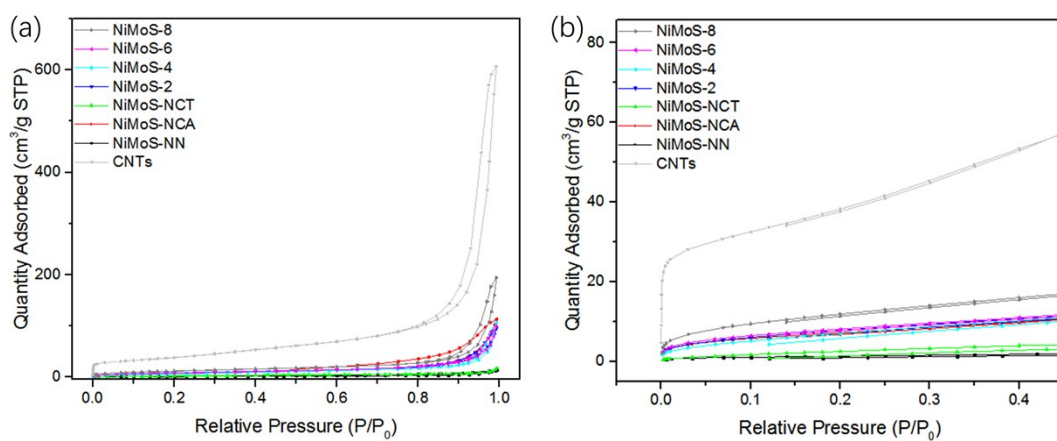 (a)
NiMoS-8
NiMoS-6
NiMoS-4
NiMoS-2
NiMoS-NCT
NiMoS-NCA
NiMoS-NN
CNTs
Quantity Adsorbed (cm³/g STP)
600
400
200
0
0.0 0.2 0.4 0.6 0.8 1.0
Relative Pressure (P/P₀)
(b)
NiMoS-8
NiMoS-6
NiMoS-4
NiMoS-2
NiMoS-NCT
NiMoS-NCA
NiMoS-NN
CNTs
Quantity Adsorbed (cm³/g STP)
80
60
40
20
0
0.0 0.1 0.2 0.3 0.4
Relative Pressure (P/P₀)